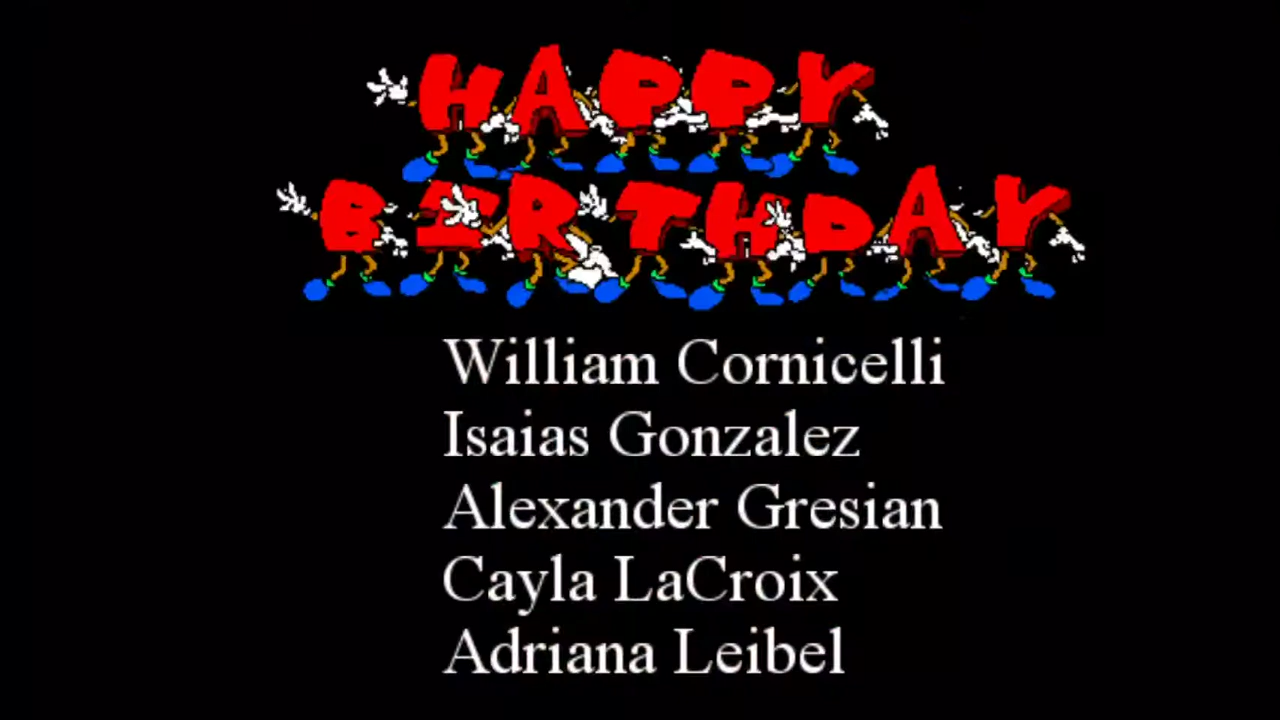 HAPPY
BIRTHDAY
William Cornicelli
Isaias Gonzalez
Alexander Gresian
Cayla LaCroix
Adriana Leibel